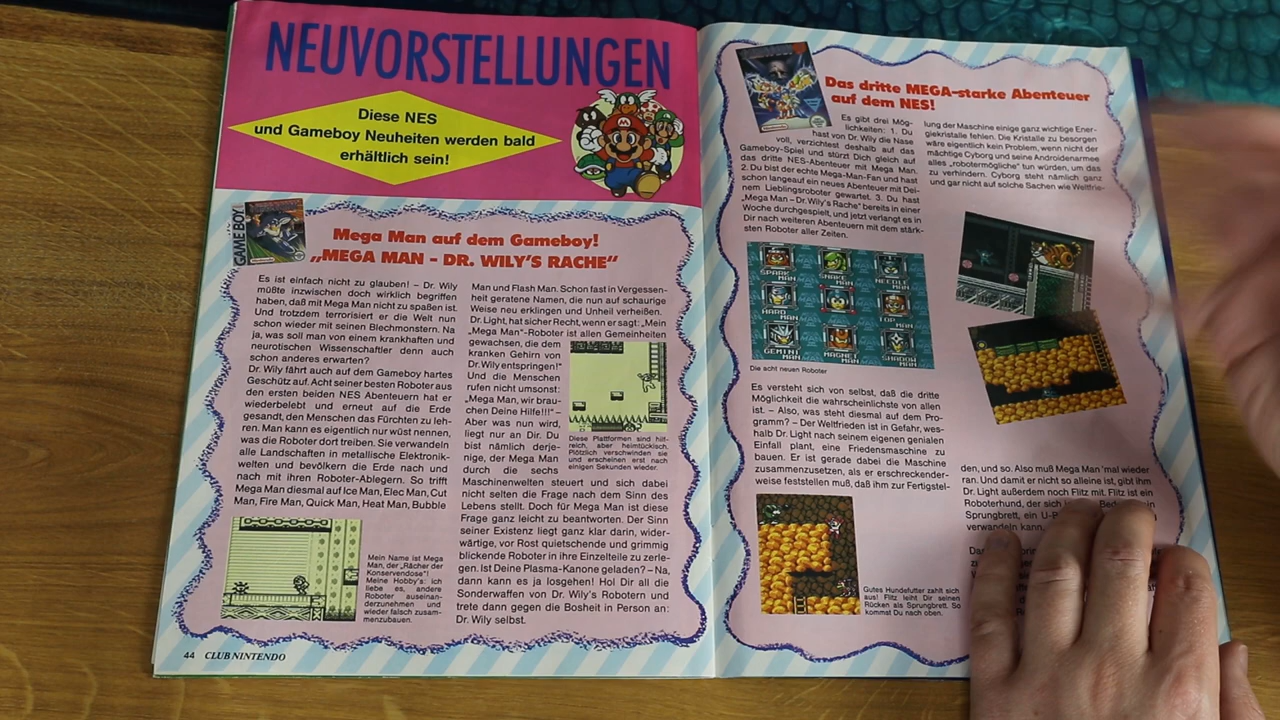 NEUVORSTELLUNGEN
Diese NES
und Gameboy Neuheiten werden bald
erhältlich sein!
GAME BOY
Mega Man auf dem Gameboy!
„MEGA MAN – DR. WILY'S RACHE“
Es ist einfach nicht zu glauben! – Dr. Wily
müßte inzwischen doch wirklich begriffen
haben, daß mit Mega Man nicht zu spaßen ist.
Und trotzdem terrorisiert er die Welt nun
schon wieder mit seinen Blechmonstern. Na
ja, was soll man von einem krankhaften und
neurotischen Wissenschaftler denn auch
schon anderes erwarten?
Dr. Wily fährt auch auf dem Gameboy hartes
Geschütz auf. Acht seiner besten Roboter aus
den ersten beiden NES Abenteuern hat er
wiederbelebt und erneut auf die Erde
gesandt, den Menschen das Fürchten zu leh-
ren. Man kann es eigentlich nur wüst nennen,
was die Roboter dort treiben. Sie verwandeln
alle Landschaften in metallische Elektronik-
welten und bevölkern die Erde nach und
nach mit ihren Roboter-Ablegern. So trifft
Mega Man diesmal auf Ice Man, Elec Man, Cut
Man, Fire Man, Quick Man, Heat Man, Bubble
Mein Name ist Mega
Man, der „Rächer der
Konservendose“!
Meine Hobby's: ich
liebe es, andere
Roboter auseinan-
derzunehmen und
wieder falsch zusam-
menzubauen.
Man und Flash Man. Schon fast in Vergessen-
heit geratene Namen, die nun auf schaurige
Weise neu erklingen und Unheil verheißen.
Dr. Light, hat sicher Recht, wenn er sagt: „Mein
„Mega Man“-Roboter ist allen Gemeinheiten
gewachsen, die dem
kranken Gehirn von
Dr. Wily entspringen!“
Und die Menschen
rufen nicht umsonst:
„Mega Man, wir brau-
chen Deine Hilfe!!!“ –
Aber was nun wird,
liegt nur an Dir. Du
bist nämlich derje-
nige, der Mega Man
durch die sechs
Maschinenwelten steuert und sich dabei
nicht selten die Frage nach dem Sinn des
Lebens stellt. Doch für Mega Man ist diese
Frage ganz leicht zu beantworten. Der Sinn
seiner Existenz liegt ganz klar darin, wider-
wärtige, vor Rost quietschende und grimmig
blickende Roboter in ihre Einzelteile zu zerle-
gen. Ist Deine Plasma-Kanone geladen? – Na,
dann kann es ja losgehen! Hol Dir all die
Sonderwaffen von Dr. Wily's Robotern und
trete dann gegen die Bosheit in Person an:
Dr. Wily selbst.
Diese Plattformen sind hilf-
reich, aber heimtückisch.
Plötzlich verschwinden sie
und erscheinen erst nach
einigen Sekunden wieder.
44 CLUB NINTENDO
Das dritte MEGA-starke Abenteuer
auf dem NES!
Es gibt drei Mög-
lichkeiten: 1. Du
hast von Dr. Wily die Nase
voll, verzichtest deshalb auf das
Gameboy-Spiel und stürzt Dich gleich auf
das dritte NES-Abenteuer mit Mega Man.
2. Du bist der echte Mega-Man-Fan und hast
schon lange auf ein neues Abenteuer mit Dei-
nem Lieblingsroboter gewartet. 3. Du hast
„Mega Man – Dr. Wily's Rache“ bereits in einer
Woche durchgespielt, und jetzt verlangt es in
Dir nach weiteren Abenteuern mit dem stärk-
sten Roboter aller Zeiten.
SPARK MAN
SNAKE MAN
NEEDLE MAN
HARD MAN
TOP MAN
GEMINI MAN
MAGNET MAN
SHADOW MAN
Die acht neuen Roboter
Es versteht sich von selbst, daß die dritte
Möglichkeit die wahrscheinlichste von allen
ist. – Also, was steht diesmal auf dem Pro-
gramm? – Der Weltfrieden ist in Gefahr, wes-
halb Dr. Light nach seinem eigenen genialen
Einfall plant, eine Friedensmaschine zu
bauen. Er ist gerade dabei die Maschine
zusammenzusetzen, als er erschreckender-
weise feststellen muß, daß ihm zur Fertigstel-
lung der Maschine einige ganz wichtige Ener-
giekristalle fehlen. Die Kristalle zu besorgen
wäre eigentlich kein Problem, wenn nicht der
mächtige Cyborg und seine Androidenarmee
alles „robotermögliche“ tun würden, um das
zu verhindern. Cyborg steht nämlich ganz
und gar nicht auf solche Sachen wie Weltfrie-
den, und so. Also muß Mega Man 'mal wieder
ran. Und damit er nicht so alleine ist, gibt ihm
Dr. Light außerdem noch Flitz mit. Flitz ist ein
Roboterhund, der sich
Sprungbrett, ein
verwandeln kann.
Gutes Hundefutter zahlt sich
aus! Flitz leiht Dir seinen
Rücken als Sprungbrett. So
kommst Du nach oben.